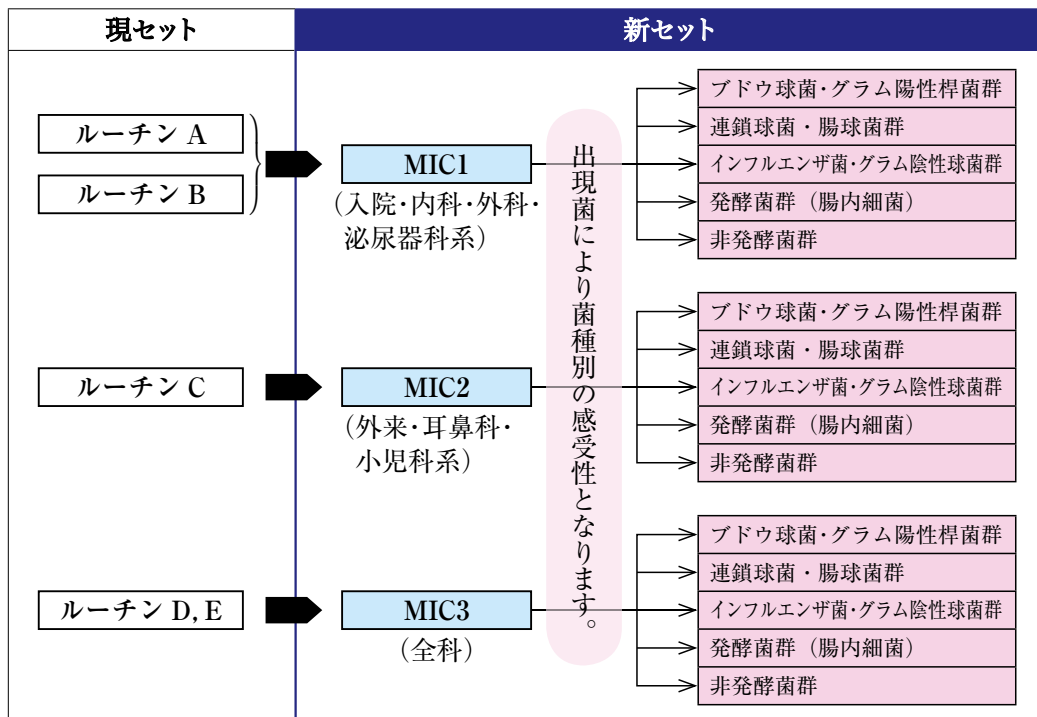 現セット
新セット
ルーチン A
ルーチン B
MIC1
(入院・内科・外科・
泌尿器科系)
ブドウ球菌・グラム陽性桿菌群
連鎖球菌・腸球菌群
インフルエンザ菌・グラム陰性球菌群
発酵菌群（腸内細菌）
非発酵菌群
出現菌により菌種別の感受性となります。
ルーチン C
MIC2
(外来・耳鼻科・
小児科系)
ブドウ球菌・グラム陽性桿菌群
連鎖球菌・腸球菌群
インフルエンザ菌・グラム陰性球菌群
発酵菌群（腸内細菌）
非発酵菌群
ルーチン D, E
MIC3
(全科)
ブドウ球菌・グラム陽性桿菌群
連鎖球菌・腸球菌群
インフルエンザ菌・グラム陰性球菌群
発酵菌群（腸内細菌）
非発酵菌群